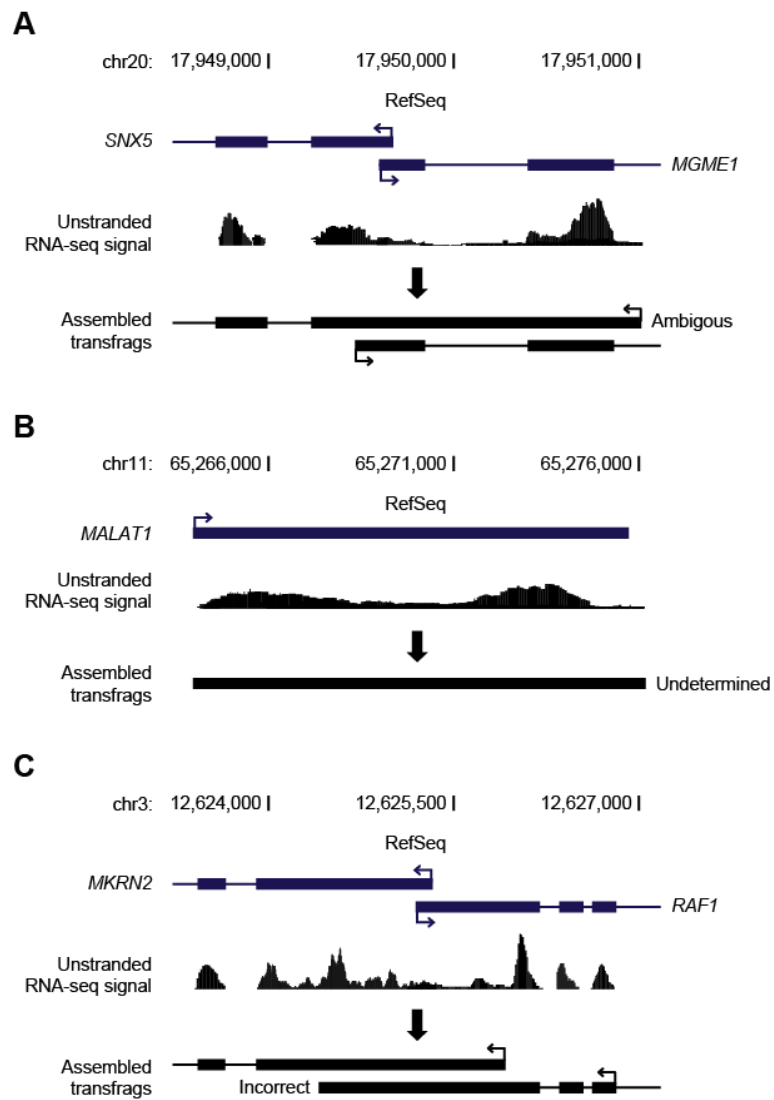 A
chr20: 17,949,000 17,950,000 17,951,000
RefSeq
SNX5
MGME1
Unstranded
RNA-seq signal
Assembled
transfrags
Ambigous
B
chr11: 65,266,000 65,271,000 65,276,000
RefSeq
MALAT1
Unstranded
RNA-seq signal
Assembled
transfrags
Undetermined
C
chr3: 12,624,000 12,625,500 12,627,000
RefSeq
MKRN2
RAF1
Unstranded
RNA-seq signal
Assembled
transfrags
Incorrect